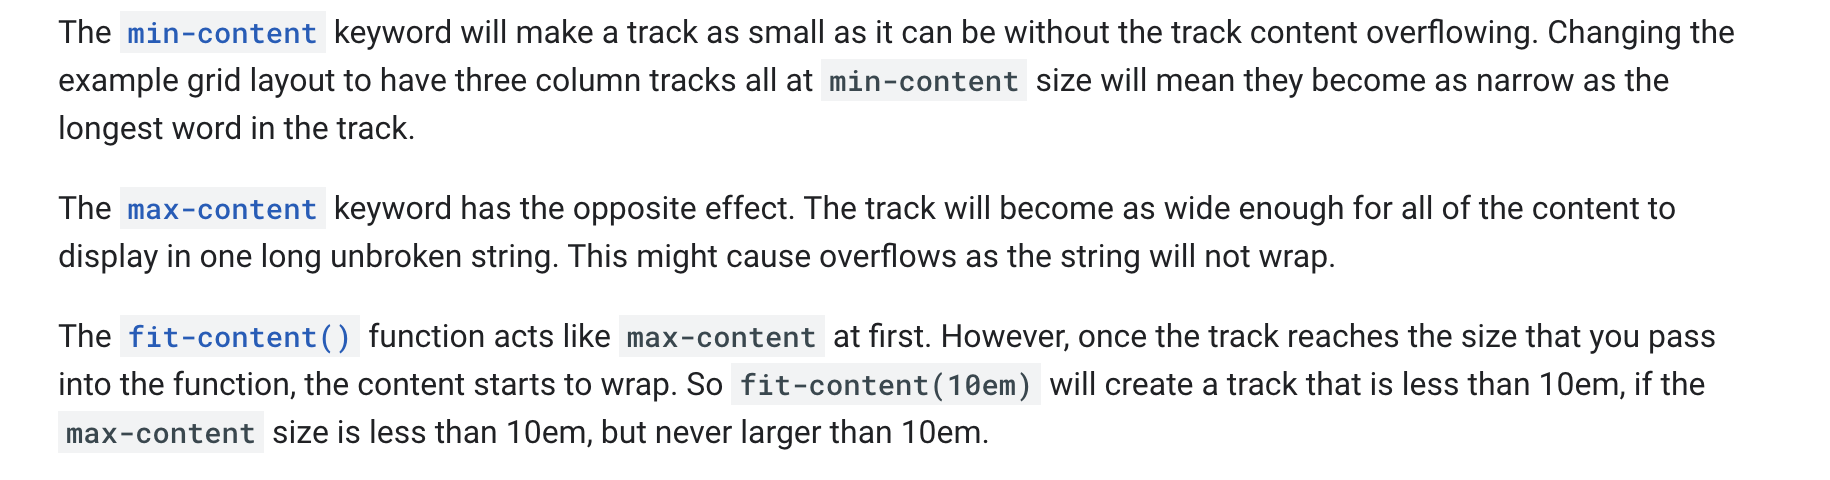 The min-content keyword will make a track as small as it can be without the track content overflowing. Changing the
example grid layout to have three column tracks all at min-content size will mean they become as narrow as the
longest word in the track.
The max-content keyword has the opposite effect. The track will become as wide enough for all of the content to
display in one long unbroken string. This might cause overflows as the string will not wrap.
The fit-content() function acts like max-content at first. However, once the track reaches the size that you pass
into the function, the content starts to wrap. So fit-content(10em) will create a track that is less than 10em, if the
max-content size is less than 10em, but never larger than 10em.